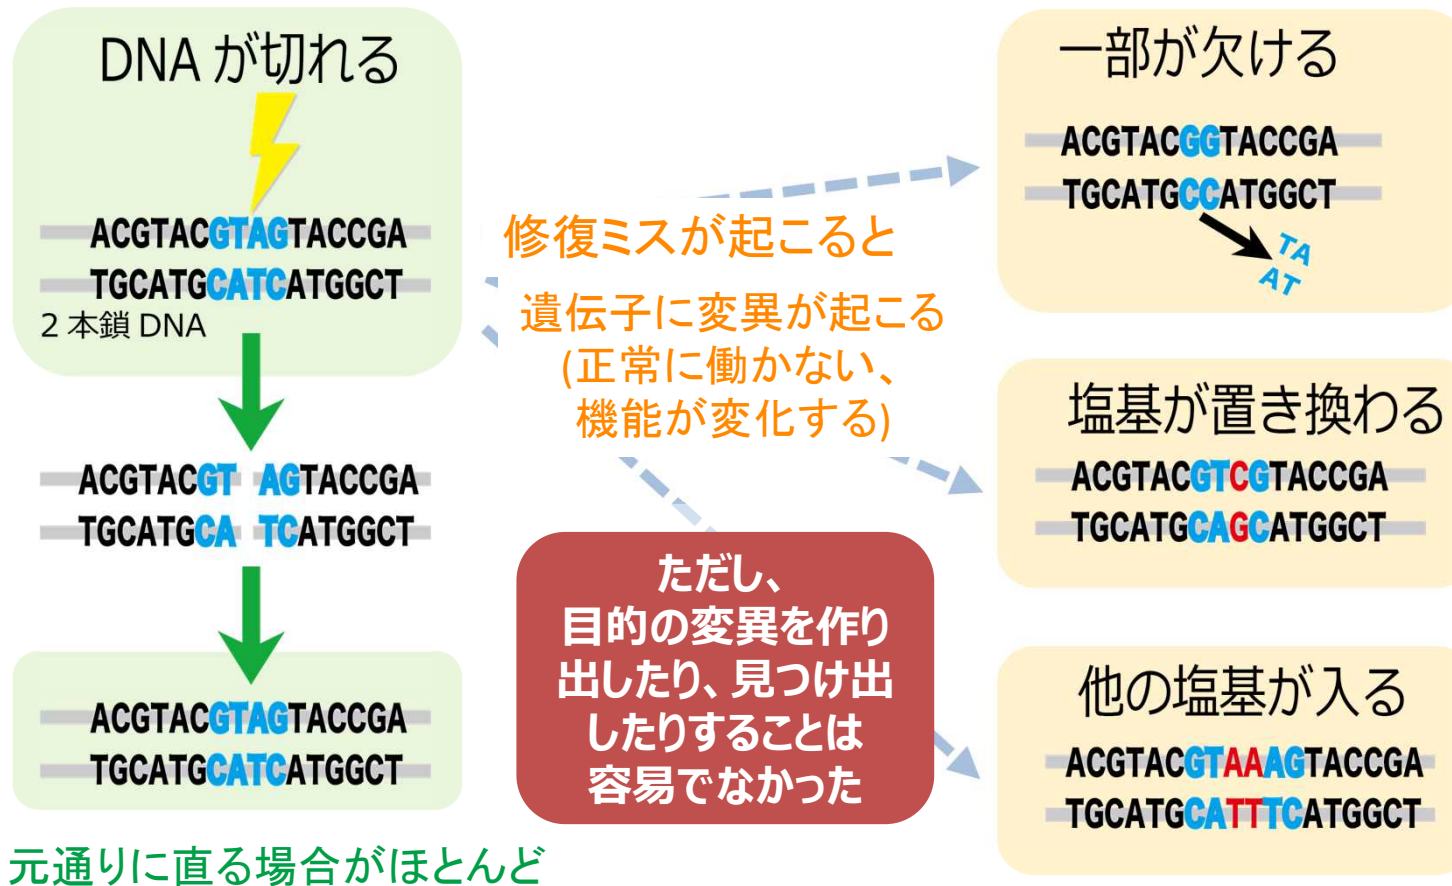 DNA が切れる
ACGTACGTAGTACCGA
TGCATGCATCATGGCT
2 本鎖 DNA
ACGTACGT AGTACCGA
TGCATGCA TCATGGCT
ACGTACGTAGTACCGA
TGCATGCATCATGGCT
元通りに直る場合がほとんど
修復ミスが起こると
遺伝子に変異が起こる
(正常に働かない、
機能が変化する)
ただし、
目的の変異を作り
出したり、見つけ出
したりすることは
容易でなかった
一部が欠ける
ACGTACGGTACCGA
TGCATGCCATGGCT
TA
AT
塩基が置き換わる
ACGTACGTCGTACCGA
TGCATGCAGCATGGCT
他の塩基が入る
ACGTACGTAAAGTACCGA
TGCATGCATTTCATGGCT